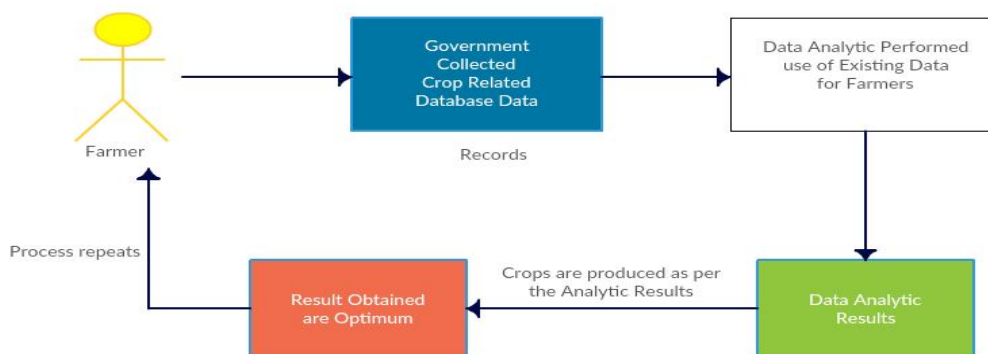 Government
Collected
Crop Related
Database Data
Data Analytic Performed
use of Existing Data
for Farmers
Farmer
Records
Process repeats
Result Obtained
are Optimum
Crops are produced as per
the Analytic Results
Data Analytic
Results